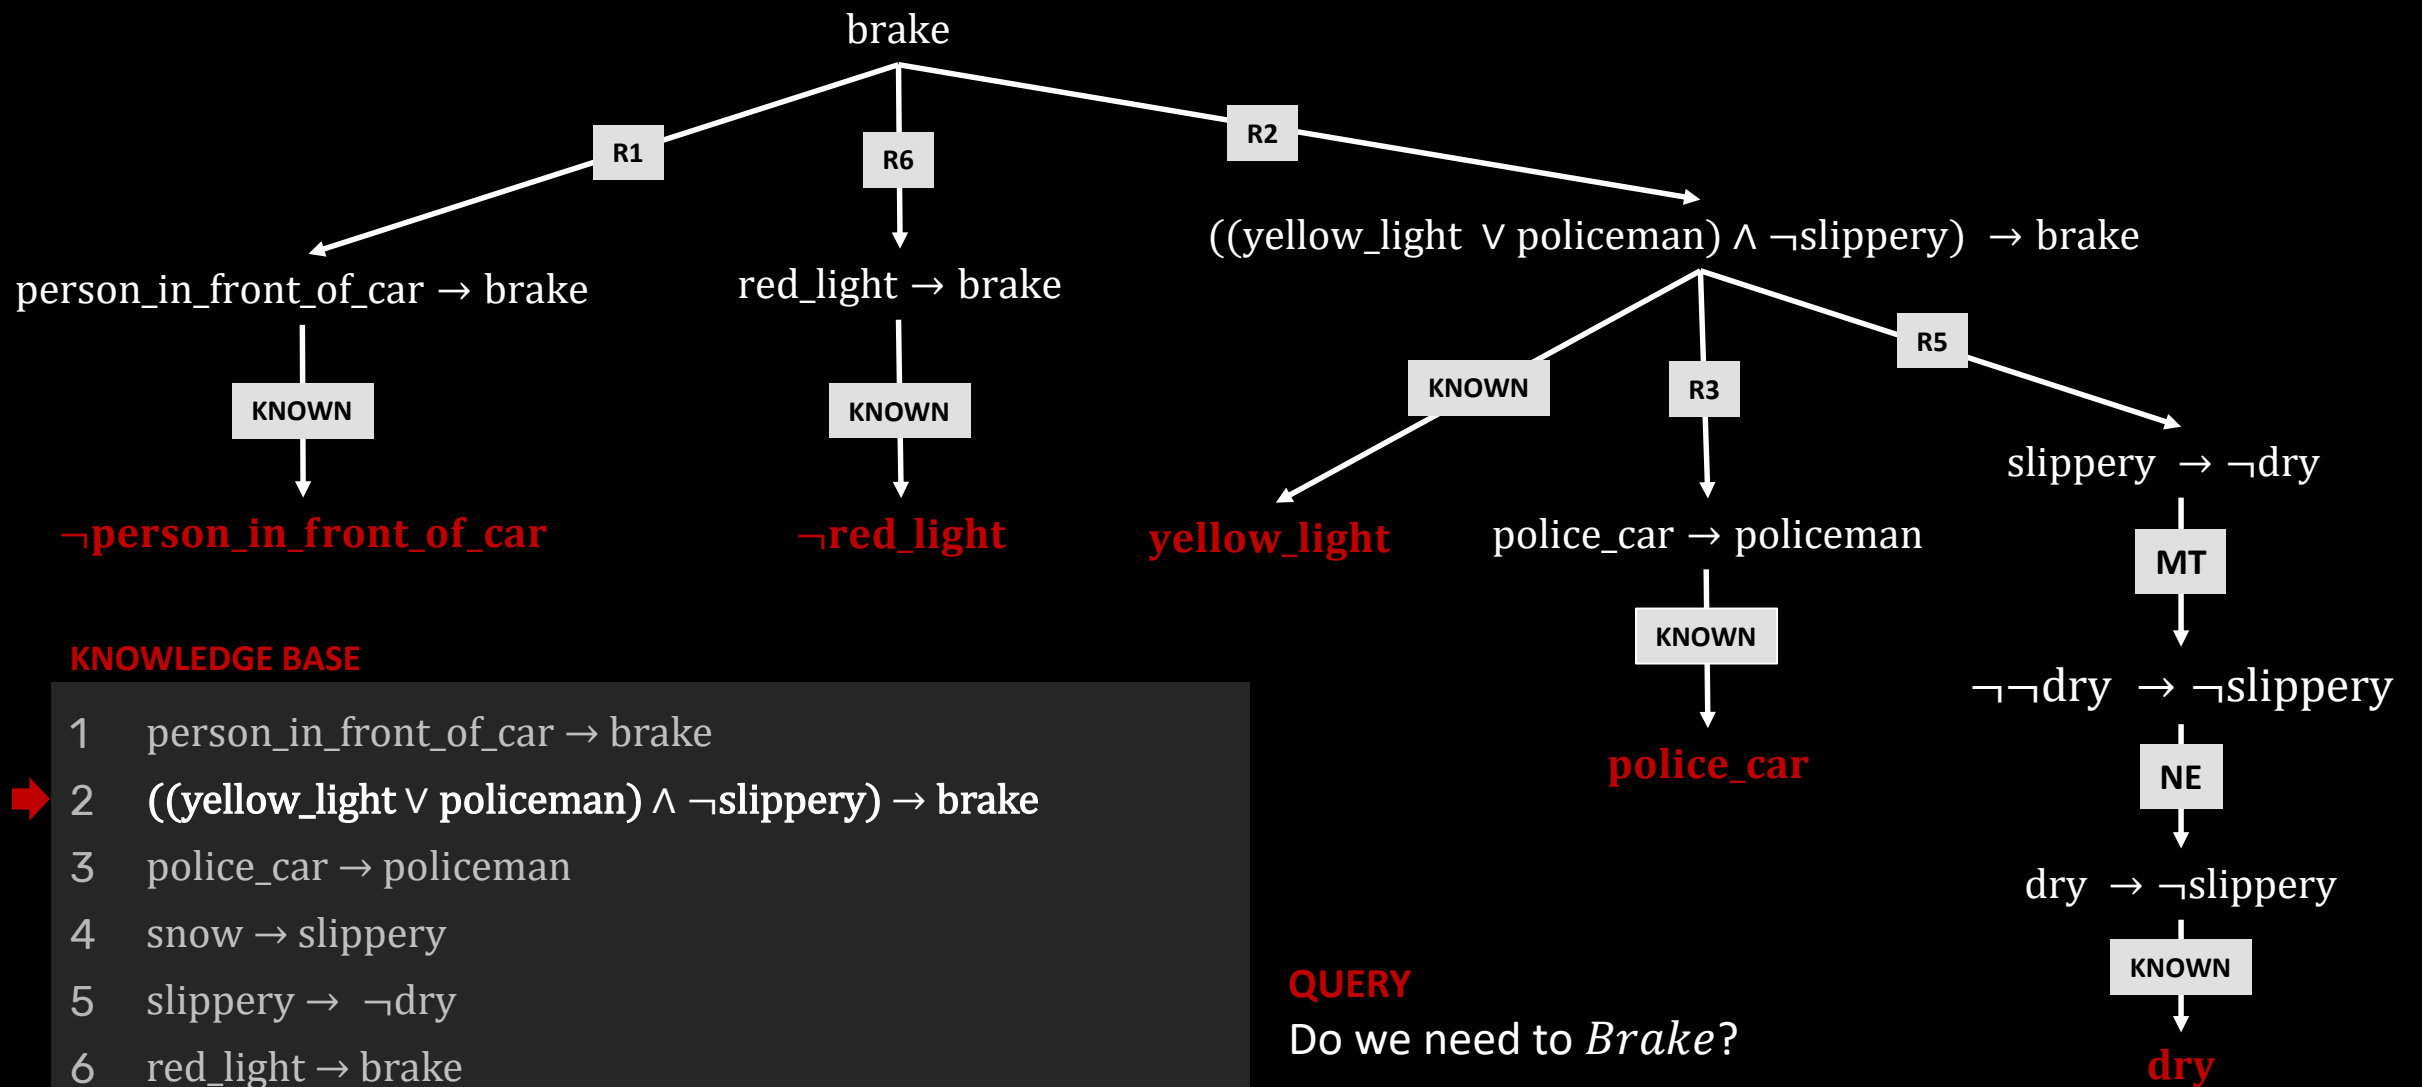 brake
R1
R6
R2
person_in_front_of_car → brake
red_light → brake
((yellow_light ∨ policeman) ∧ ¬slippery) → brake
KNOWN
KNOWN
KNOWN
R3
R5
¬person_in_front_of_car
¬red_light
yellow_light
police_car → policeman
slippery → ¬dry
KNOWN
police_car
MT
¬¬dry → ¬slippery
NE
dry → ¬slippery
KNOWN
dry
KNOWLEDGE BASE
1 person_in_front_of_car → brake
2 ((yellow_light ∨ policeman) ∧ ¬slippery) → brake
3 police_car → policeman
4 snow → slippery
5 slippery → ¬dry
6 red_light → brake
QUERY
Do we need to Brake?